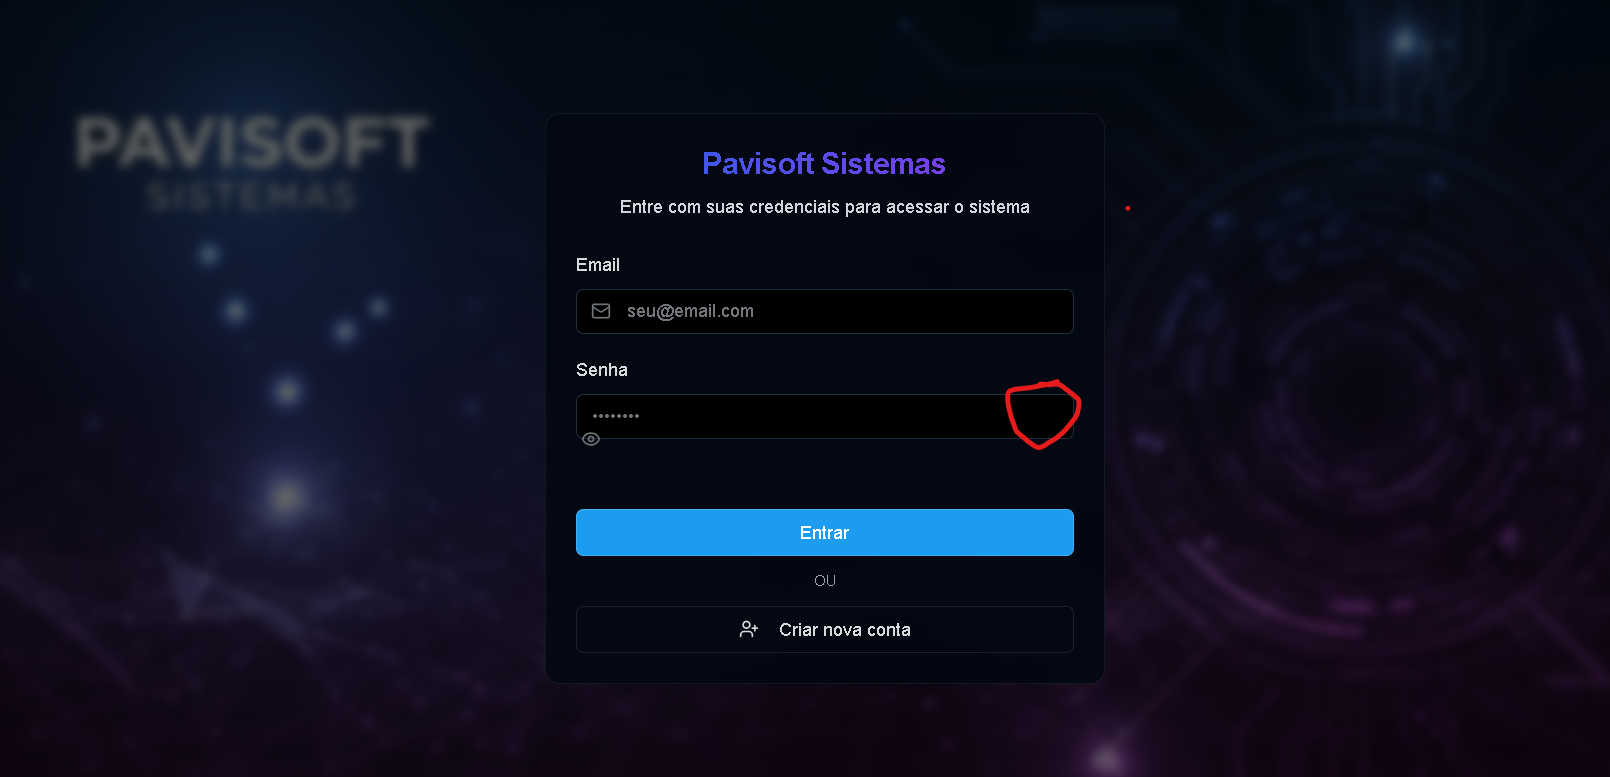 PAVISOFT
SISTEMAS
Pavisoft Sistemas
Entre com suas credenciais para acessar o sistema
Email
seu@email.com
Senha
••••••••
Entrar
OU
Criar nova conta